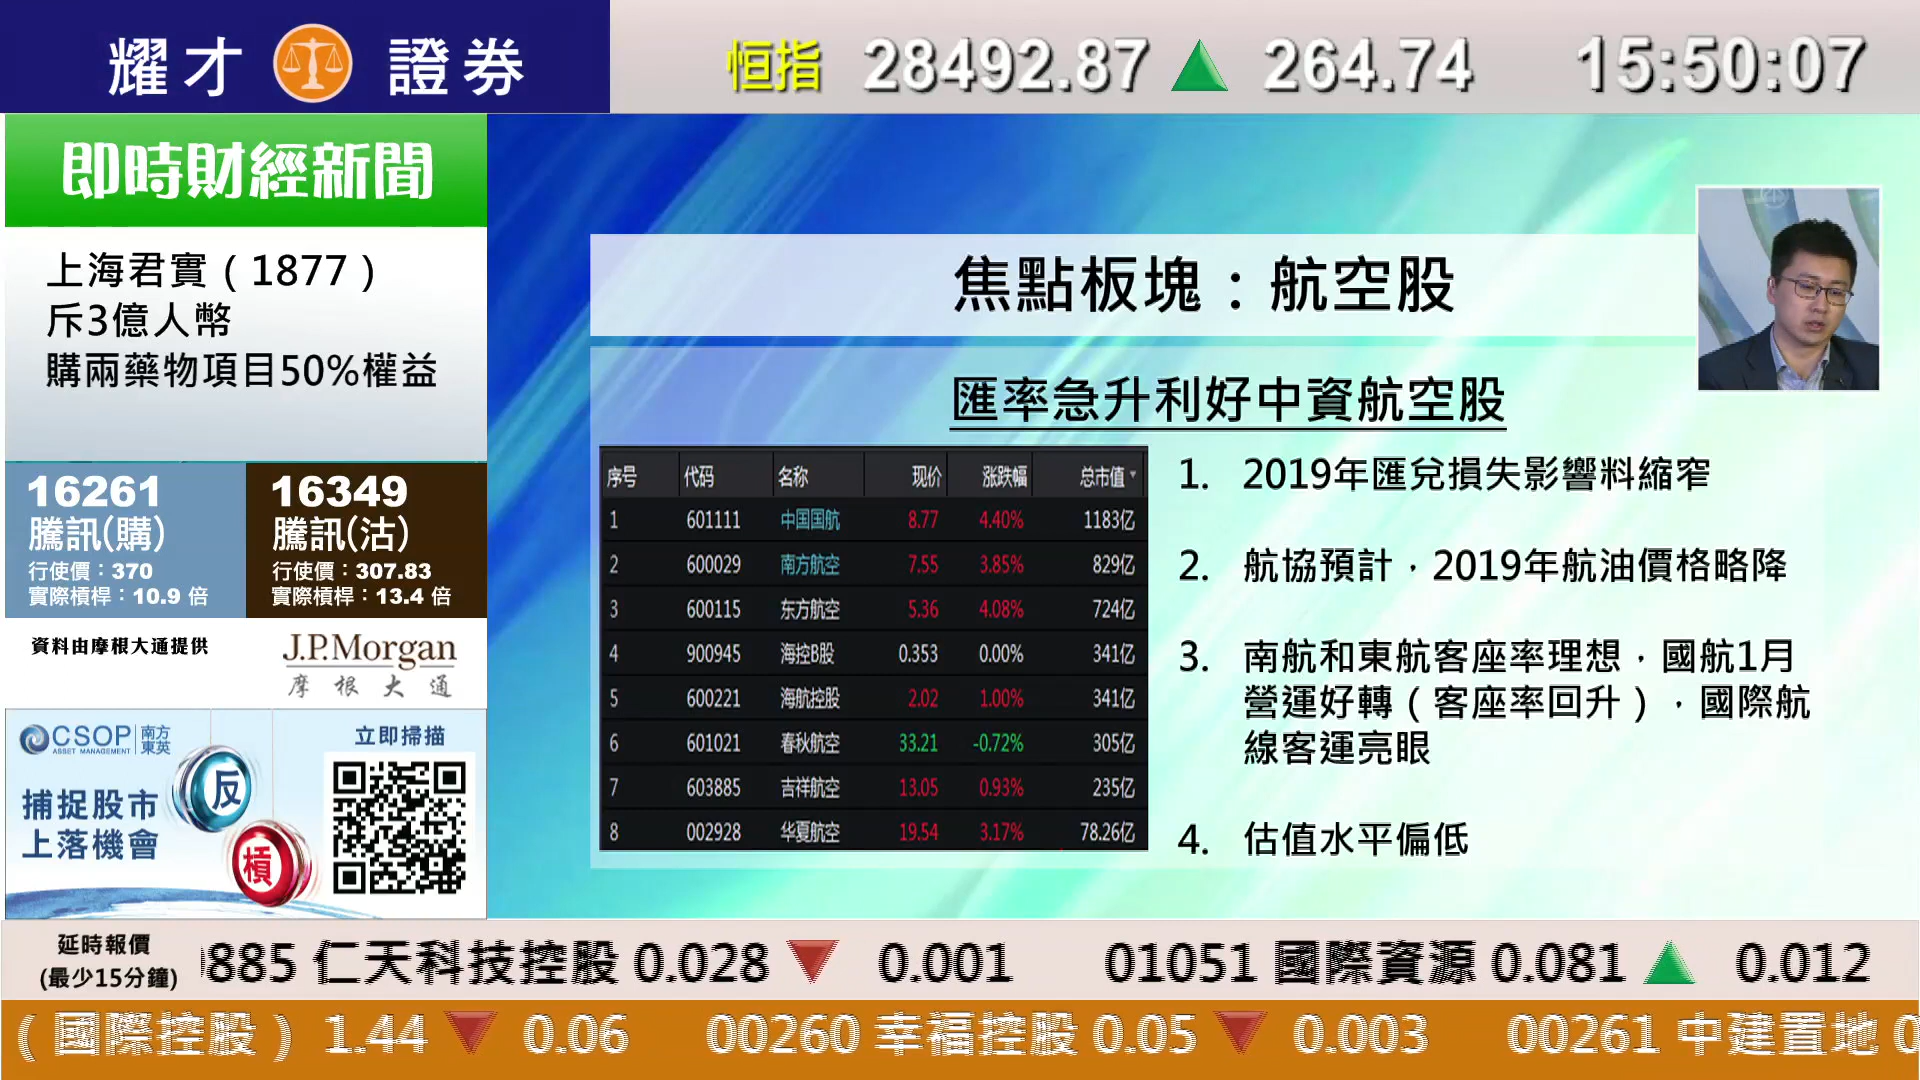 耀才 證券
恒指 28492.87 ▲ 264.74 15:50:07
即時財經新聞
上海君實（1877）
斥3億人幣
購兩藥物項目50%權益
16261
騰訊(購)
行使價：370
實際槓桿：10.9 倍
16349
騰訊(沽)
行使價：307.83
實際槓桿：13.4 倍
資料由摩根大通提供
J.P.Morgan
摩根大通
CSOP 南方
ASSET MANAGEMENT 東英
捕捉股市
上落機會
反
槓
立即掃描
焦點板塊：航空股
匯率急升利好中資航空股
序号 代码 名称 现价 涨跌幅 总市值
1 601111 中国国航 8.77 4.40% 1183亿
2 600029 南方航空 7.55 3.85% 829亿
3 600115 东方航空 5.36 4.08% 724亿
4 900945 海控B股 0.353 0.00% 341亿
5 600221 海航控股 2.02 1.00% 341亿
6 601021 春秋航空 33.21 -0.72% 305亿
7 603885 吉祥航空 13.05 0.93% 235亿
8 002928 华夏航空 19.54 3.17% 78.26亿
1. 2019年匯兌損失影響料縮窄
2. 航協預計，2019年航油價格略降
3. 南航和東航客座率理想，國航1月
營運好轉（客座率回升），國際航
線客運亮眼
4. 估值水平偏低
延時報價
(最少15分鐘)
885 仁天科技控股 0.028 ▼ 0.001 01051 國際資源 0.081 ▲ 0.012
（國際控股）1.44 ▼ 0.06 00260 幸福控股 0.05 ▼ 0.003 00261 中建置地 0